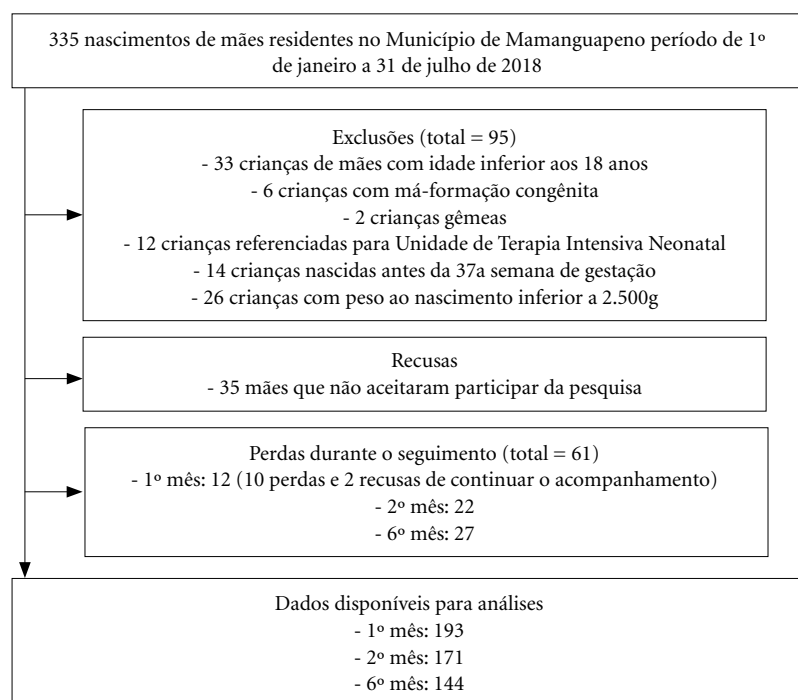 335 nascimentos de mães residentes no Município de Mamanguapeno período de 1º
de janeiro a 31 de julho de 2018
Exclusões (total = 95)
- 33 crianças de mães com idade inferior aos 18 anos
- 6 crianças com má-formação congênita
- 2 crianças gêmeas
- 12 crianças referenciadas para Unidade de Terapia Intensiva Neonatal
- 14 crianças nascidas antes da 37a semana de gestação
- 26 crianças com peso ao nascimento inferior a 2.500g
Recusas
- 35 mães que não aceitaram participar da pesquisa
Perdas durante o seguimento (total = 61)
- 1º mês: 12 (10 perdas e 2 recusas de continuar o acompanhamento)
- 2º mês: 22
- 6º mês: 27
Dados disponíveis para análises
- 1º mês: 193
- 2º mês: 171
- 6º mês: 144